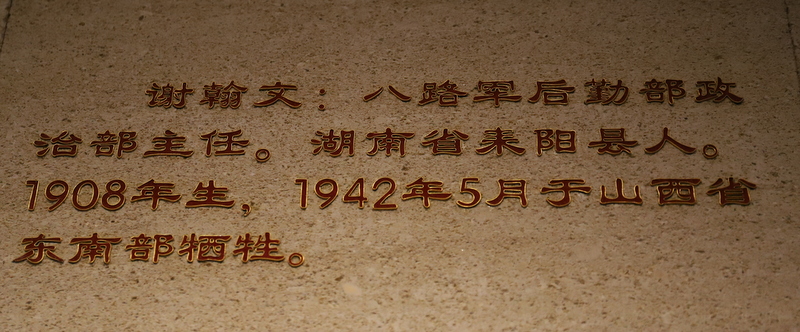 谢翰文：八路军后勤部政
治部主任。湖南省耒阳县人。
1908年生，1942年5月于山西省
东南部牺牲。